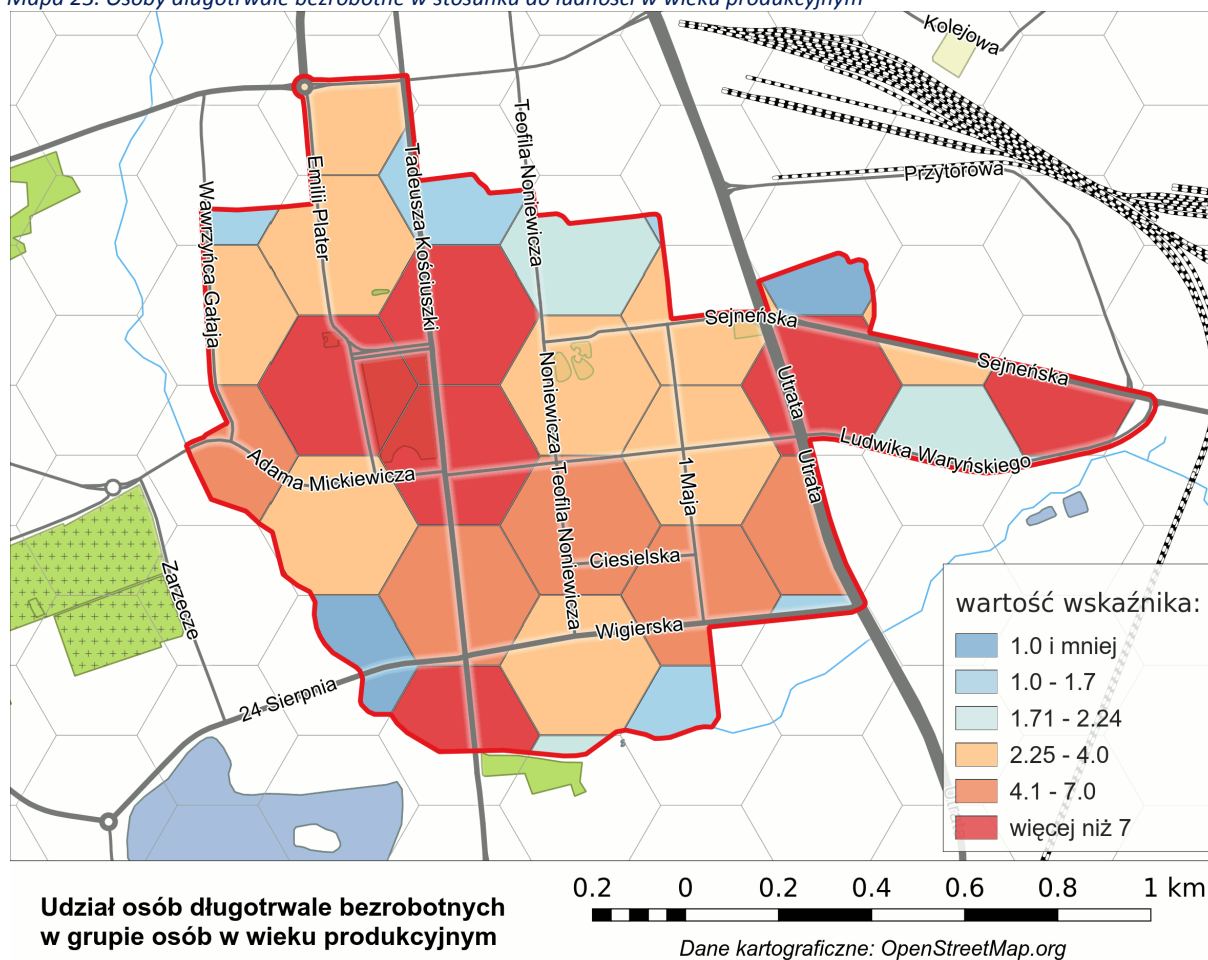 Mapa 25. Osoby długotrwale bezrobotne w stosunku do ludności w wieku produkcyjnym
Kolejowa
Teofila Noniewicza
Przytorowa
Emilii Plater
Tadeusza Kościuszki
Wawrzyńca Gałaja
Sejneńska
Sejneńska
Noniewicza
Utrata
Ludwika Waryńskiego
Adama Mickiewicza
1 Maja
Utrata
Teofila Noniewicza
Ciesielska
Zarzecze
Wigierska
24 Sierpnia
wartość wskaźnika:
1.0 i mniej
1.0 - 1.7
1.71 - 2.24
2.25 - 4.0
4.1 - 7.0
więcej niż 7
Utrata
0.2 0 0.2 0.4 0.6 0.8 1 km
Udział osób długotrwale bezrobotnych
w grupie osób w wieku produkcyjnym
Dane kartograficzne: OpenStreetMap.org